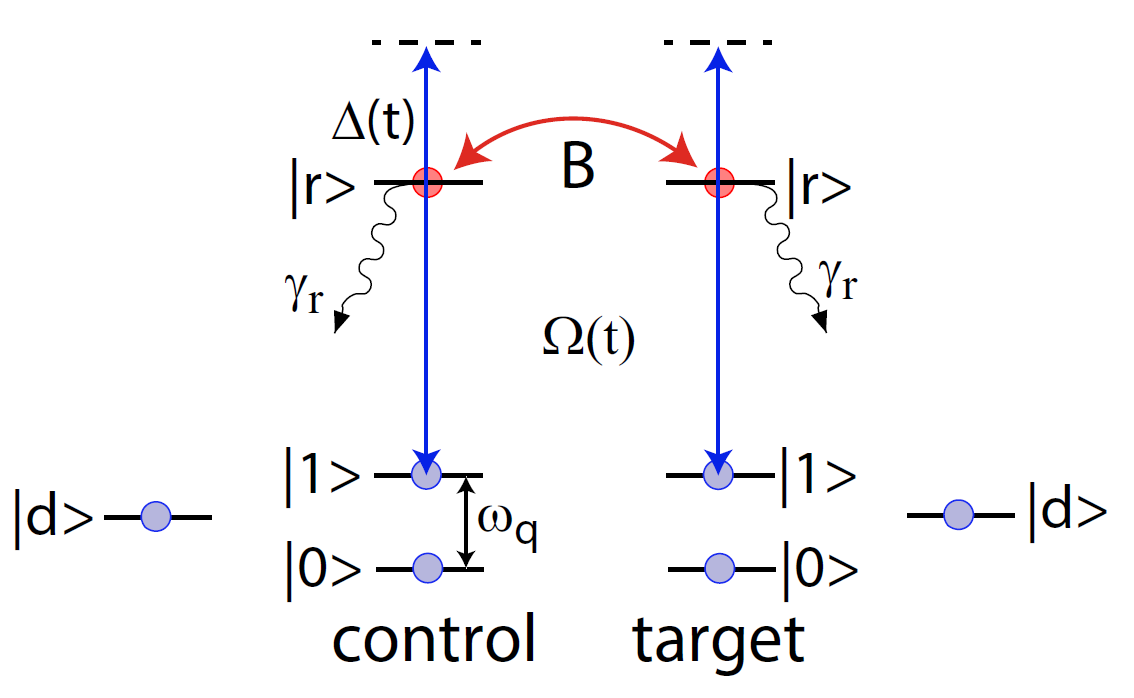 Δ(t)
B
|r> |r>
γr γr
Ω(t)
|1> |1>
|d> ωq |d>
|0> |0>
control target